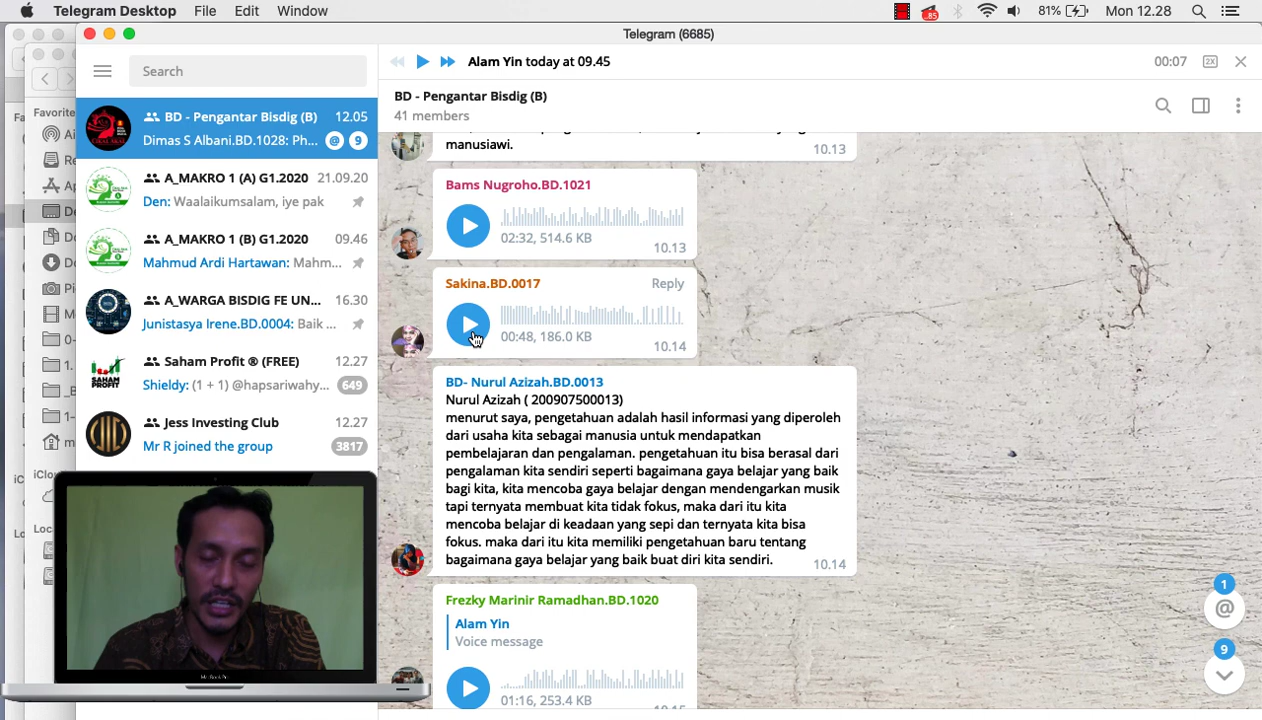 Telegram Desktop File Edit Window
.85
81% Mon 12.28
Telegram (6685)
Search
Alam Yin today at 09.45
00:07 2X
BD - Pengantar Bisdig (B)
41 members
BD - Pengantar Bisdig (B) 12.05
Dimas S Albani.BD.1028: Ph... @ 9
A_MAKRO 1 (A) G1.2020 21.09.20
Den: Waalaikumsalam, iye pak
A_MAKRO 1 (B) G1.2020 09.46
Mahmud Ardi Hartawan: Mahm...
A_WARGA BISDIG FE UN... 16.30
Junistasya Irene.BD.0004: Baik ...
Saham Profit ® (FREE) 12.27
Shieldy: (1 + 1) @hapsariwahy... 649
SAHAM
PROFIT
Jess Investing Club 12.27
Mr R joined the group 3817
Favorite
MacBook Pro
manusiawi.
10.13
Bams Nugroho.BD.1021
02:32, 514.6 KB
10.13
Sakina.BD.0017 Reply
00:48, 186.0 KB
10.14
BD- Nurul Azizah.BD.0013
Nurul Azizah ( 200907500013)
menurut saya, pengetahuan adalah hasil informasi yang diperoleh
dari usaha kita sebagai manusia untuk mendapatkan
pembelajaran dan pengalaman. pengetahuan itu bisa berasal dari
pengalaman kita sendiri seperti bagaimana gaya belajar yang baik
bagi kita, kita mencoba gaya belajar dengan mendengarkan musik
tapi ternyata membuat kita tidak fokus, maka dari itu kita
mencoba belajar di keadaan yang sepi dan ternyata kita bisa
fokus. maka dari itu kita memiliki pengetahuan baru tentang
bagaimana gaya belajar yang baik buat diri kita sendiri.
10.14
Frezky Marinir Ramadhan.BD.1020
Alam Yin
Voice message
01:16, 253.4 KB
1
@
9